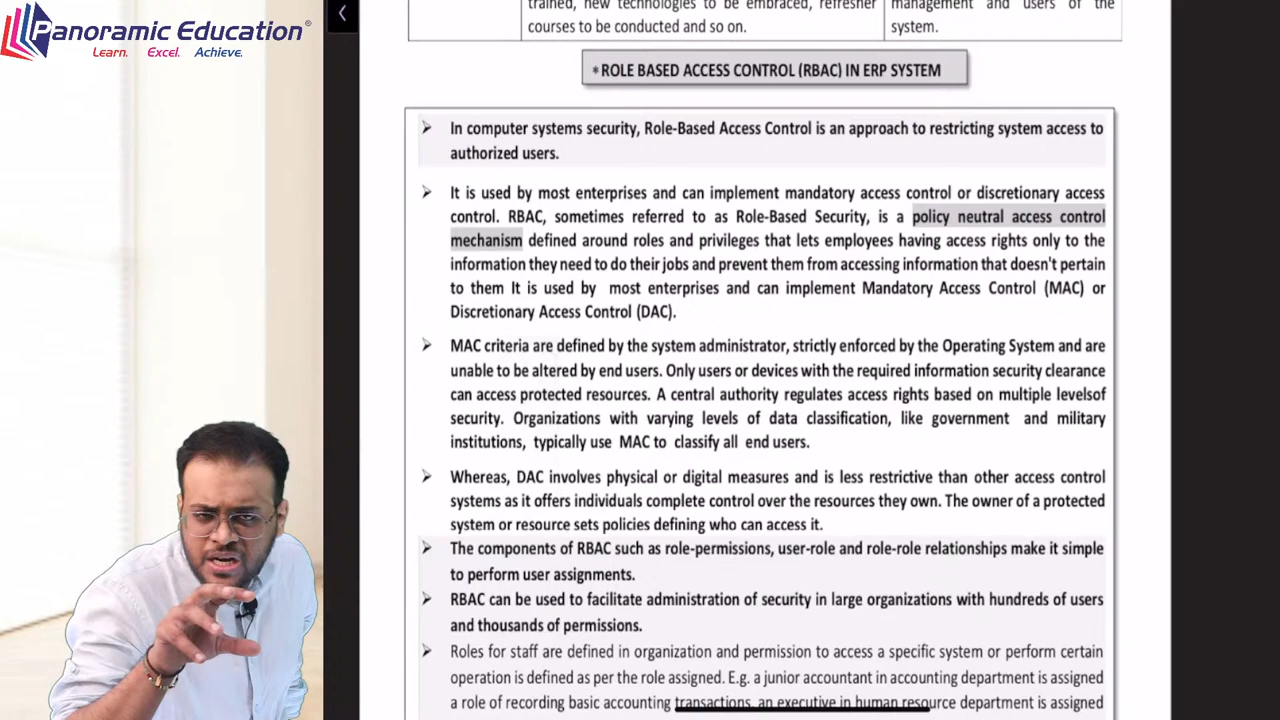 Panoramic Education®
Learn. Excel. Achieve.
trained, new technologies to be embraced, refresher
courses to be conducted and so on.
management and users of the
system.
*ROLE BASED ACCESS CONTROL (RBAC) IN ERP SYSTEM
➢ In computer systems security, Role-Based Access Control is an approach to restricting system access to
authorized users.
➢ It is used by most enterprises and can implement mandatory access control or discretionary access
control. RBAC, sometimes referred to as Role-Based Security, is a policy neutral access control
mechanism defined around roles and privileges that lets employees having access rights only to the
information they need to do their jobs and prevent them from accessing information that doesn't pertain
to them It is used by most enterprises and can implement Mandatory Access Control (MAC) or
Discretionary Access Control (DAC).
➢ MAC criteria are defined by the system administrator, strictly enforced by the Operating System and are
unable to be altered by end users. Only users or devices with the required information security clearance
can access protected resources. A central authority regulates access rights based on multiple levelsof
security. Organizations with varying levels of data classification, like government and military
institutions, typically use MAC to classify all end users.
➢ Whereas, DAC involves physical or digital measures and is less restrictive than other access control
systems as it offers individuals complete control over the resources they own. The owner of a protected
system or resource sets policies defining who can access it.
➢ The components of RBAC such as role-permissions, user-role and role-role relationships make it simple
to perform user assignments.
➢ RBAC can be used to facilitate administration of security in large organizations with hundreds of users
and thousands of permissions.
➢ Roles for staff are defined in organization and permission to access a specific system or perform certain
operation is defined as per the role assigned. E.g. a junior accountant in accounting department is assigned
a role of recording basic accounting transactions, an executive in human resource department is assigned